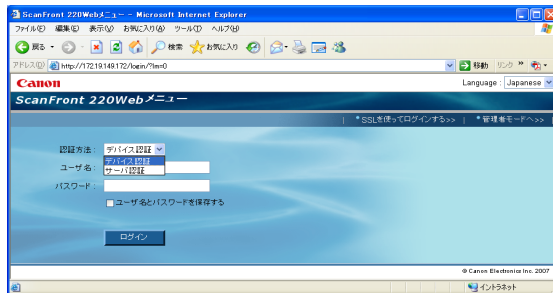 ScanFront 220Webメニュー - Microsoft Internet Explorer
ファイル(F) 編集(E) 表示(V) お気に入り(A) ツール(T) ヘルプ(H)
戻る 検索 お気に入り
アドレス(D) http://172.19.149.172/login/?lm=0 移動 リンク »
Canon Language : Japanese
ScanFront 220Webメニュー
| *SSLを使ってログインする>> | *管理者モードへ>> |
認証方法: デバイス認証
デバイス認証
サーバ認証
ユーザ名:
パスワード:
ユーザ名とパスワードを保存する
ログイン
© Canon Electronics Inc. 2007
イントラネット